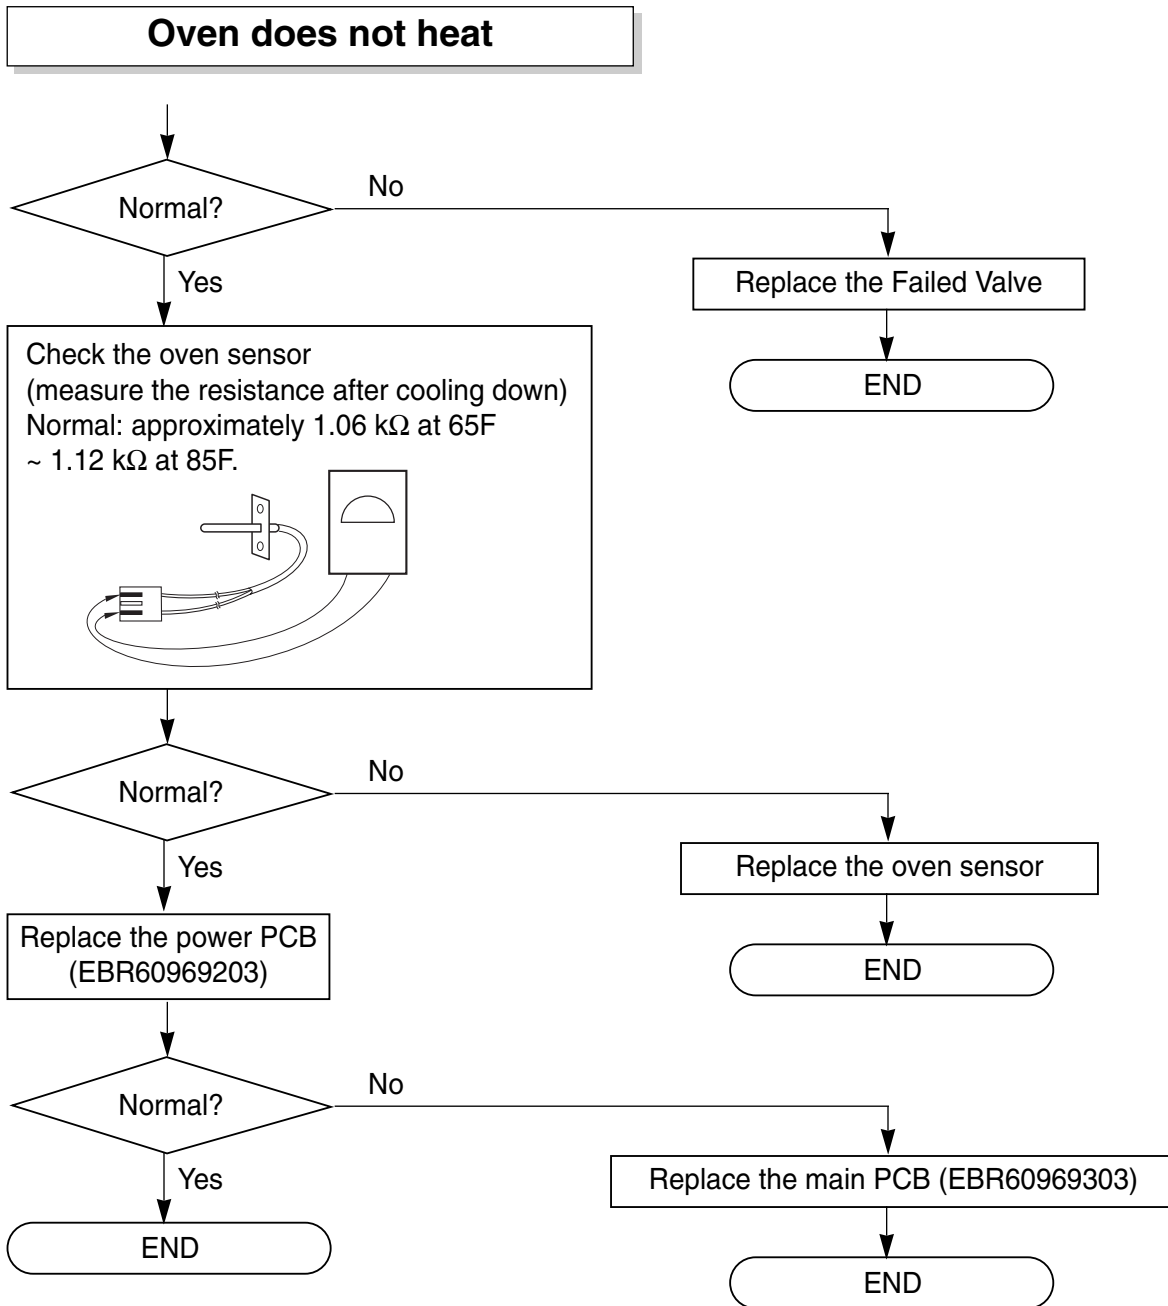 Oven does not heat
Normal?
No
Yes
Replace the Failed Valve
END
Check the oven sensor
(measure the resistance after cooling down)
Normal: approximately 1.06 kΩ at 65F
~ 1.12 kΩ at 85F.
Normal?
No
Yes
Replace the oven sensor
END
Replace the power PCB
(EBR60969203)
Normal?
No
Yes
Replace the main PCB (EBR60969303)
END
END